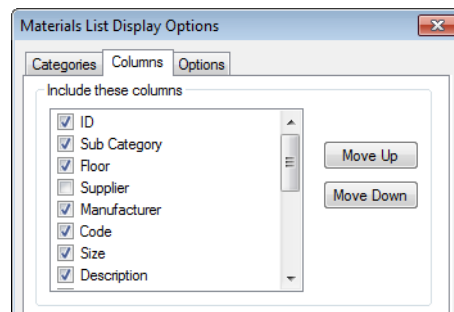 Materials List Display Options
Categories Columns Options
Include these columns
ID
Sub Category
Floor
Supplier
Manufacturer
Code
Size
Description
Move Up
Move Down